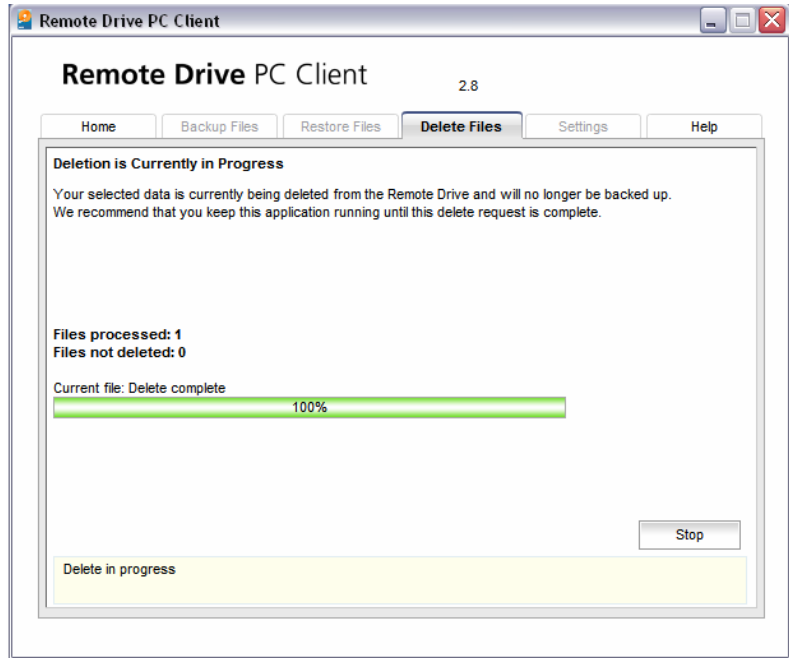 Remote Drive PC Client
Remote Drive PC Client
2.8
Home Backup Files Restore Files Delete Files Settings Help
Deletion is Currently in Progress
Your selected data is currently being deleted from the Remote Drive and will no longer be backed up.
We recommend that you keep this application running until this delete request is complete.
Files processed: 1
Files not deleted: 0
Current file: Delete complete
100%
Stop
Delete in progress